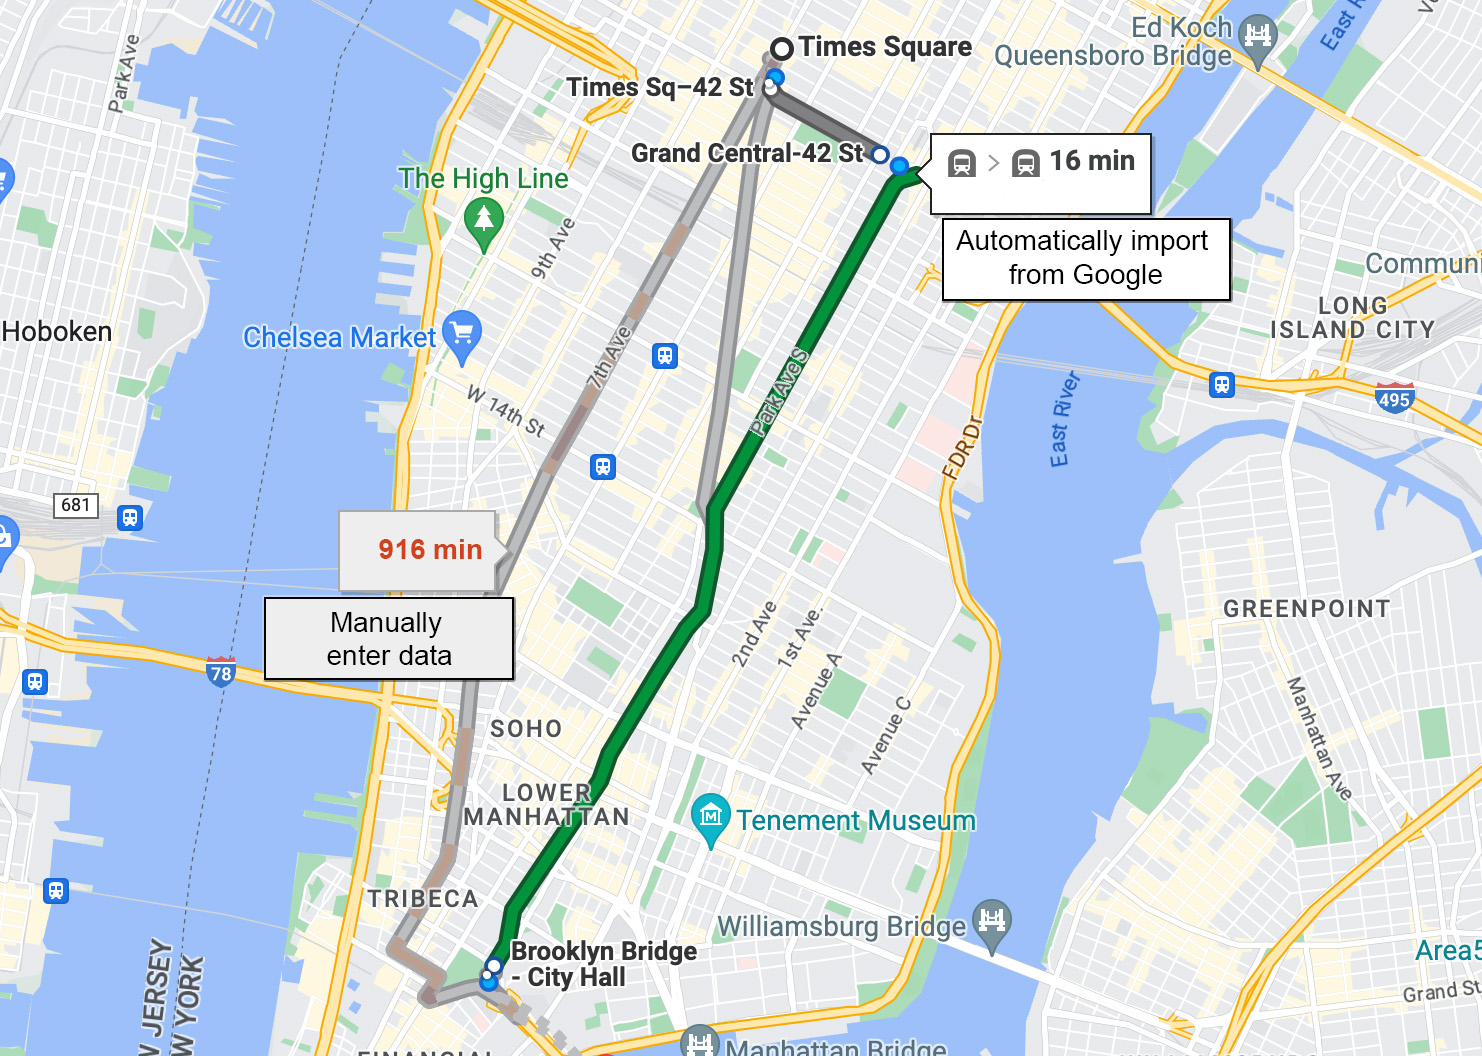 Park Ave
Ed Koch
Queensboro Bridge
East R
Times Square
Times Sq–42 St
Grand Central-42 St
16 min
The High Line
Automatically import
from Google
9th Ave
Commun
LONG
ISLAND CITY
Hoboken
Chelsea Market
7th Ave
Park Ave S
W 14th St
East River
495
FDR Dr
681
916 min
Manually
enter data
GREENPOINT
2nd Ave
1st Ave.
Avenue A
Avenue C
78
Manhattan Ave
SOHO
LOWER
MANHATTAN
Tenement Museum
TRIBECA
Williamsburg Bridge
Brooklyn Bridge
- City Hall
Area5
W JERSEY
W YORK
Grand St
Manhattan Bridge
FINANCIAL